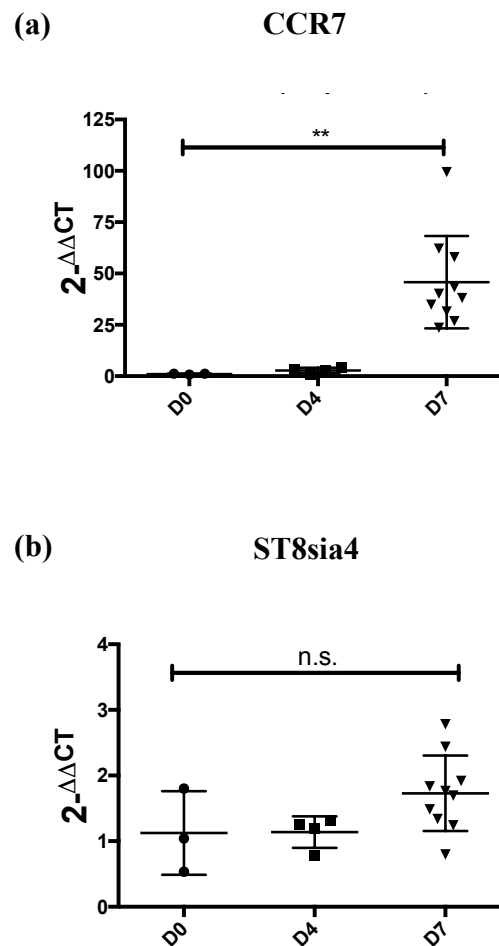 (a) CCR7
125
**
100
75
50
25
0
2-ΔΔCT
D0 D4 D7
(b) ST8sia4
4
n.s.
3
2
1
0
2-ΔΔCT
D0 D4 D7